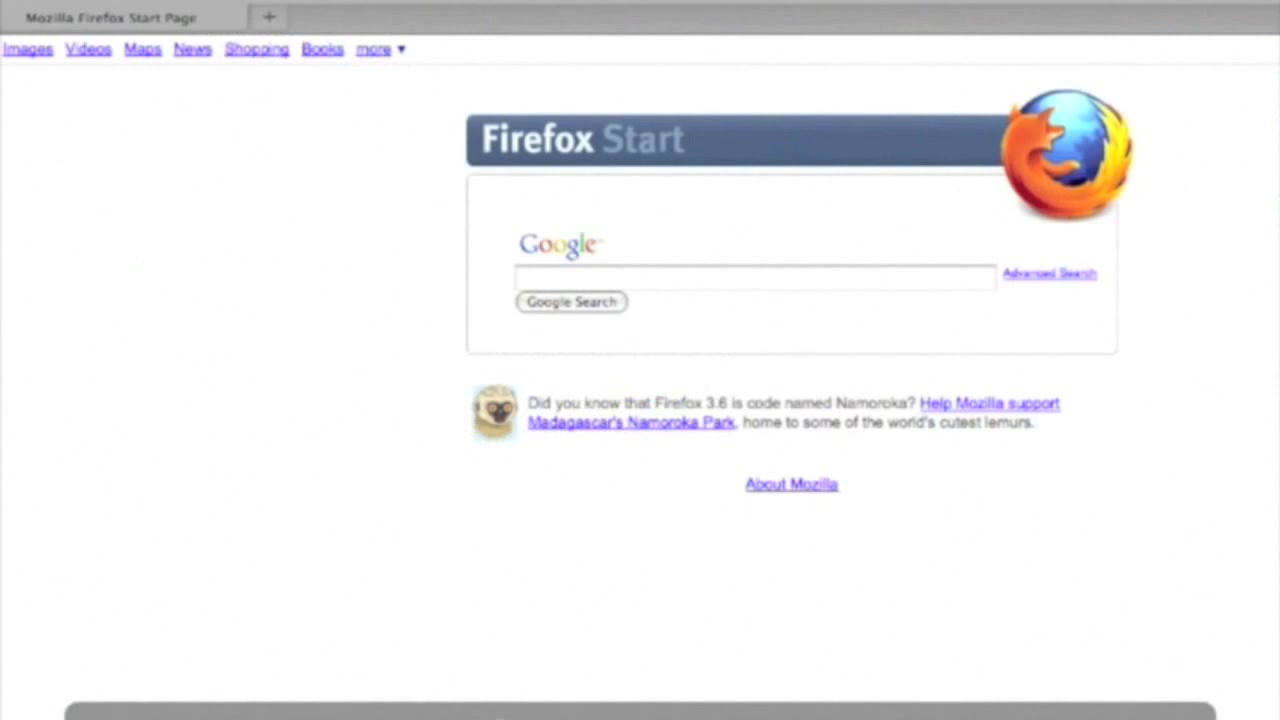 Mozilla Firefox Start Page +
Images Videos Maps News Shopping Books more ▼
Firefox Start
Google™
Advanced Search
Google Search
Did you know that Firefox 3.6 is code named Namoroka? Help Mozilla support
Madagascar's Namoroka Park, home to some of the world's cutest lemurs.
About Mozilla